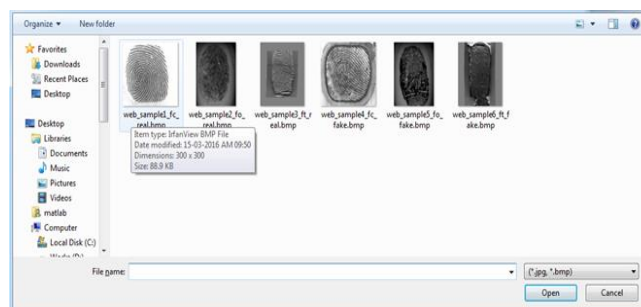 Organize
New folder
Favorites
Downloads
Recent Places
Desktop
Desktop
Libraries
Documents
Music
Pictures
Videos
matlab
Computer
Local Disk (C:)
web_sample1_fc_
real.bmp
web_sample2_fo_
real.bmp
web_sample3_ft_r
eal.bmp
web_sample4_fc_
fake.bmp
web_sample5_fo_
fake.bmp
web_sample6_ft_f
ake.bmp
Item type: IrfanView BMP File
Date modified: 15-03-2016 AM 09:50
Dimensions: 300 x 300
Size: 88.9 KB
File name:
(*.jpg, *.bmp)
Open
Cancel